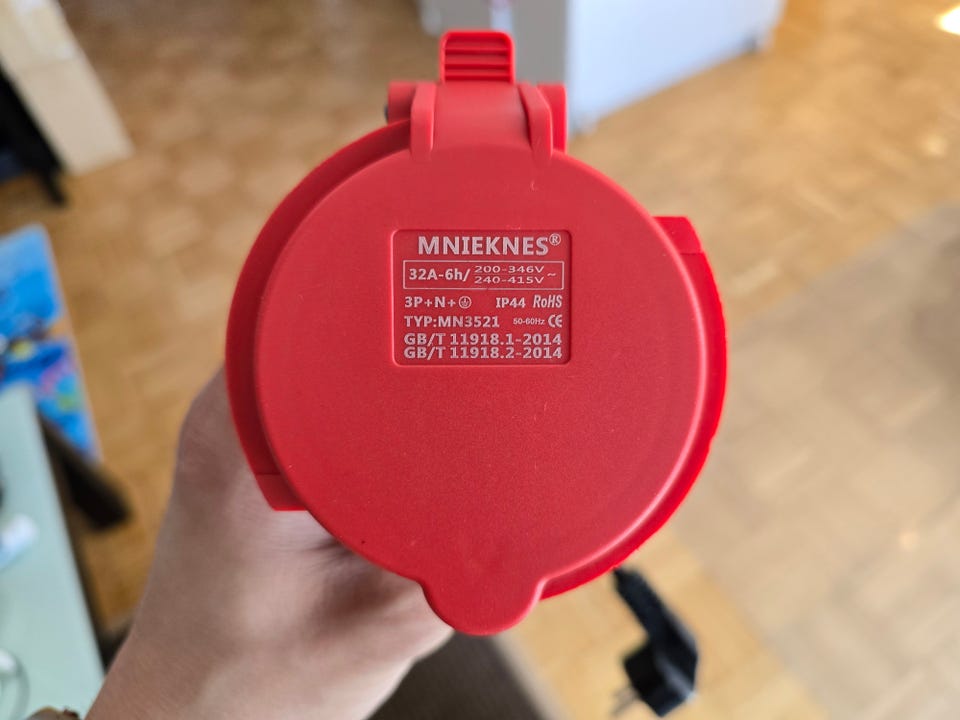 MNIEKNES®
32A-6h/ 200-346V ~
240-415V
3P+N+⏚ IP44 RoHS
TYP:MN3521 50-60Hz CE
GB/T 11918.1-2014
GB/T 11918.2-2014